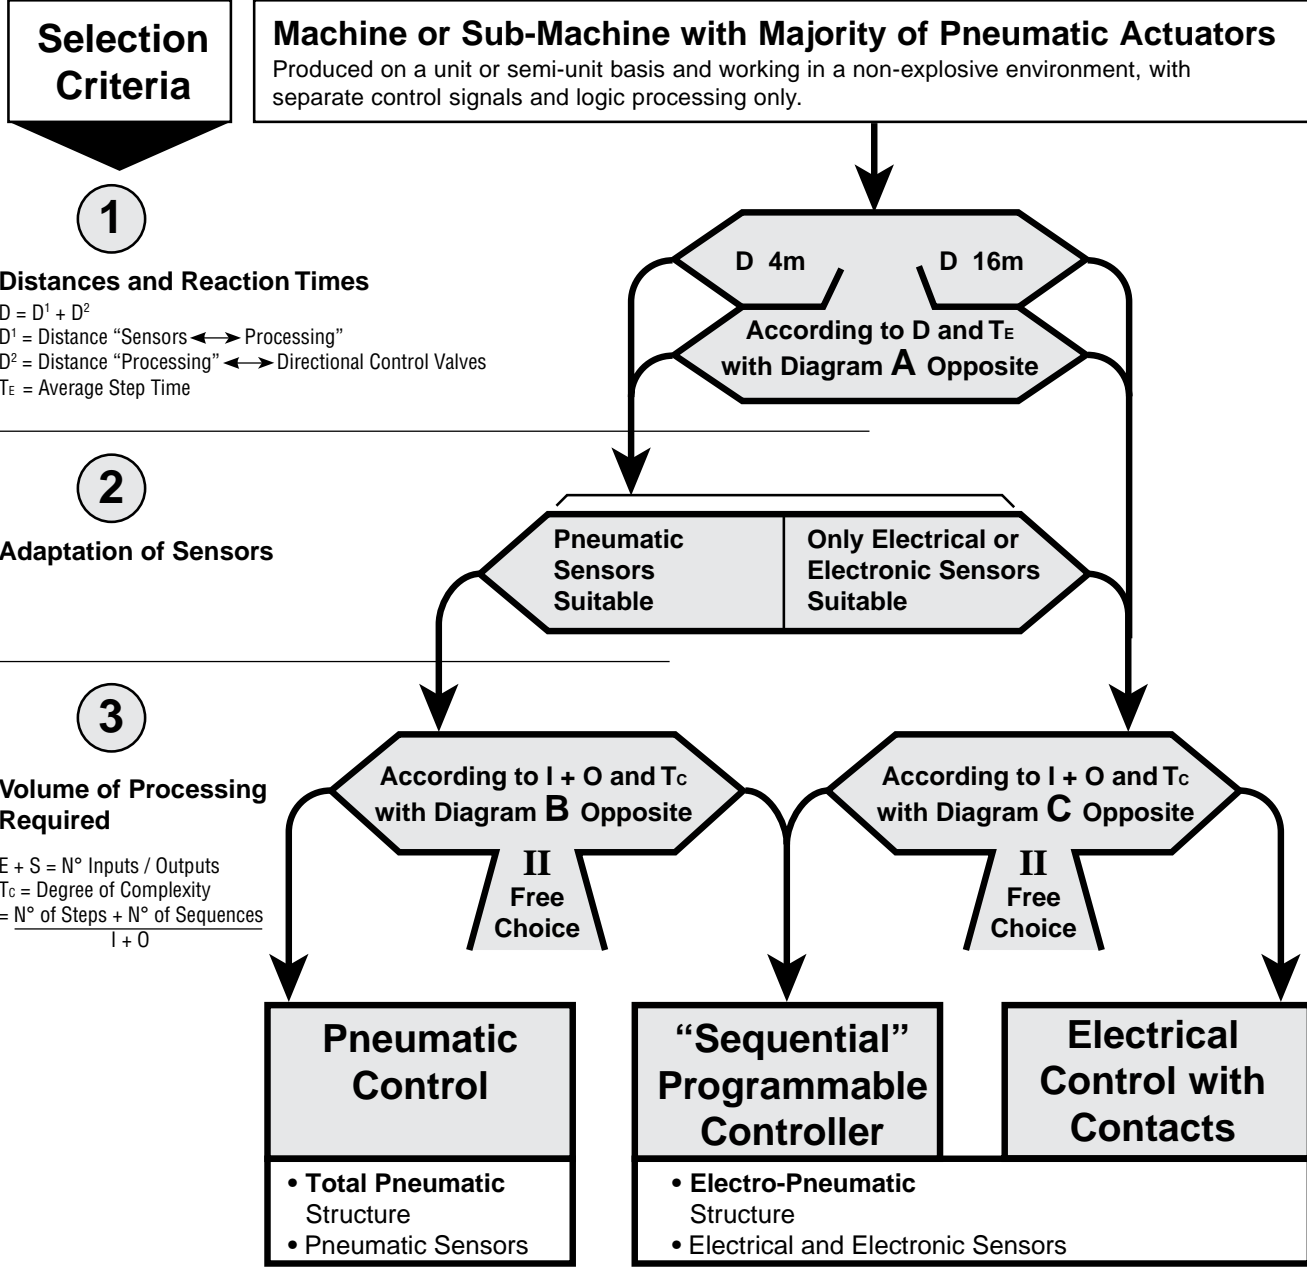 Selection
Criteria
Machine or Sub-Machine with Majority of Pneumatic Actuators
Produced on a unit or semi-unit basis and working in a non-explosive environment, with
separate control signals and logic processing only.
1
Distances and Reaction Times
D = D¹ + D²
D¹ = Distance “Sensors ⟷ Processing”
D² = Distance “Processing” ⟷ Directional Control Valves
TE = Average Step Time
D 4m
D 16m
According to D and TE
with Diagram A Opposite
2
Adaptation of Sensors
Pneumatic
Sensors
Suitable
Only Electrical or
Electronic Sensors
Suitable
3
Volume of Processing
Required
E + S = N° Inputs / Outputs
Tc = Degree of Complexity
= N° of Steps + N° of Sequences
I + O
According to I + O and Tc
with Diagram B Opposite
II
Free
Choice
According to I + O and Tc
with Diagram C Opposite
II
Free
Choice
Pneumatic
Control
• Total Pneumatic
Structure
• Pneumatic Sensors
“Sequential”
Programmable
Controller
Electrical
Control with
Contacts
• Electro-Pneumatic
Structure
• Electrical and Electronic Sensors